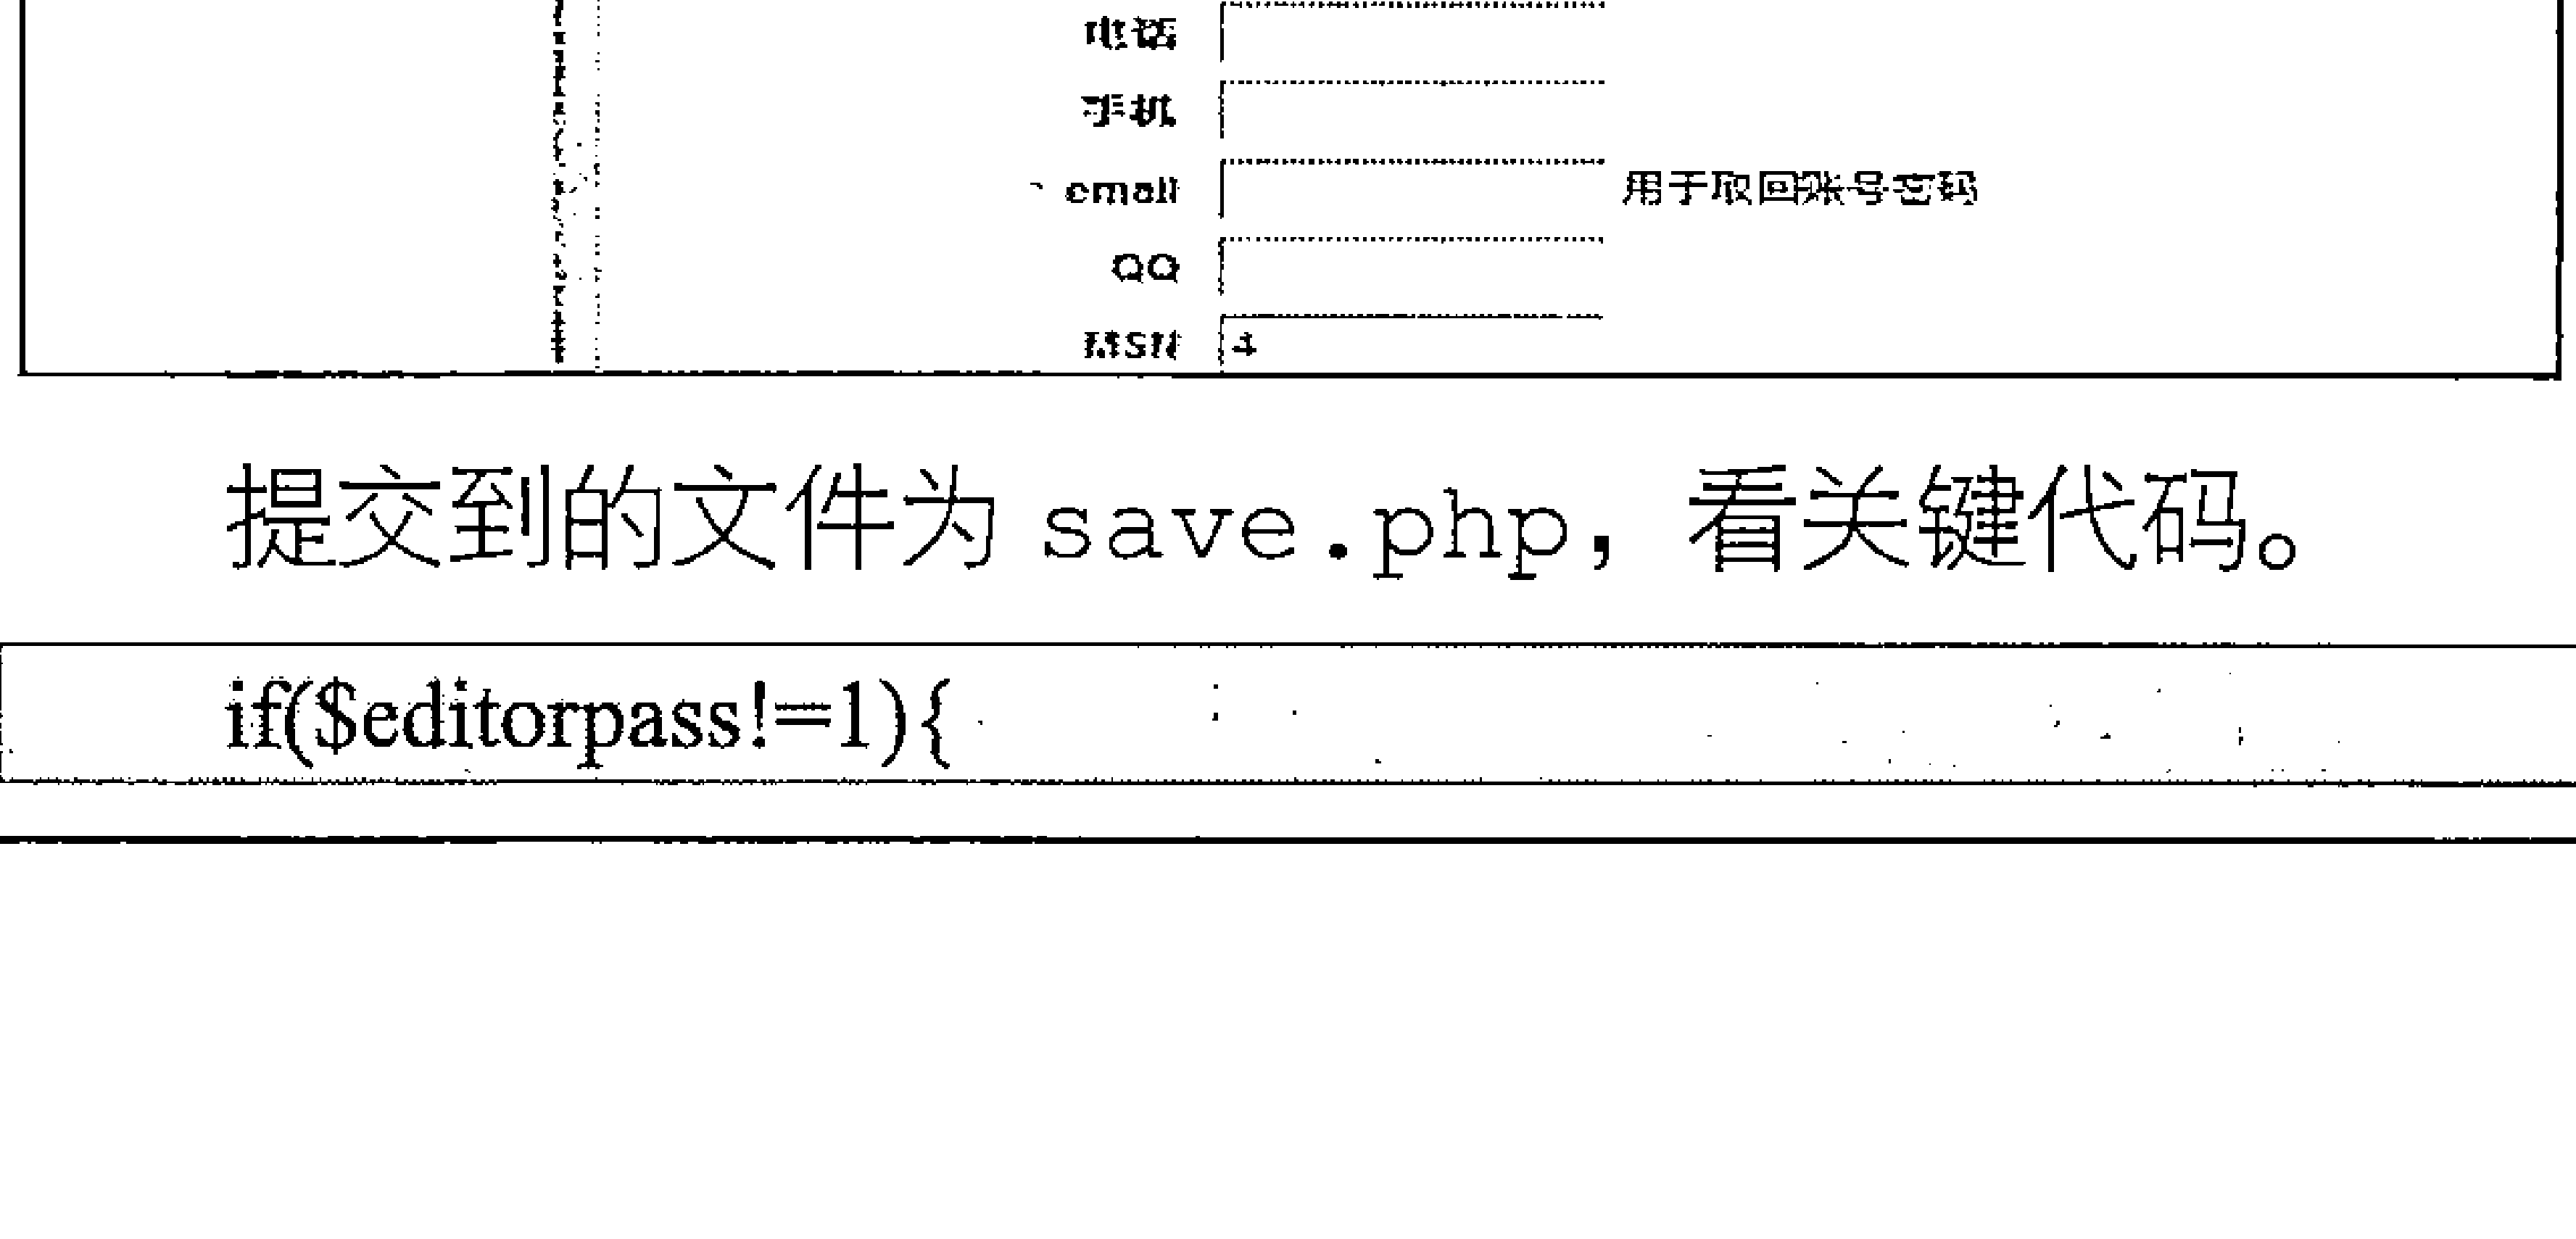 电话
手机
email 用于取回账号密码
QQ
MSN 4
提交到的文件为 save.php，看关键代码。
if($editorpass!=1){